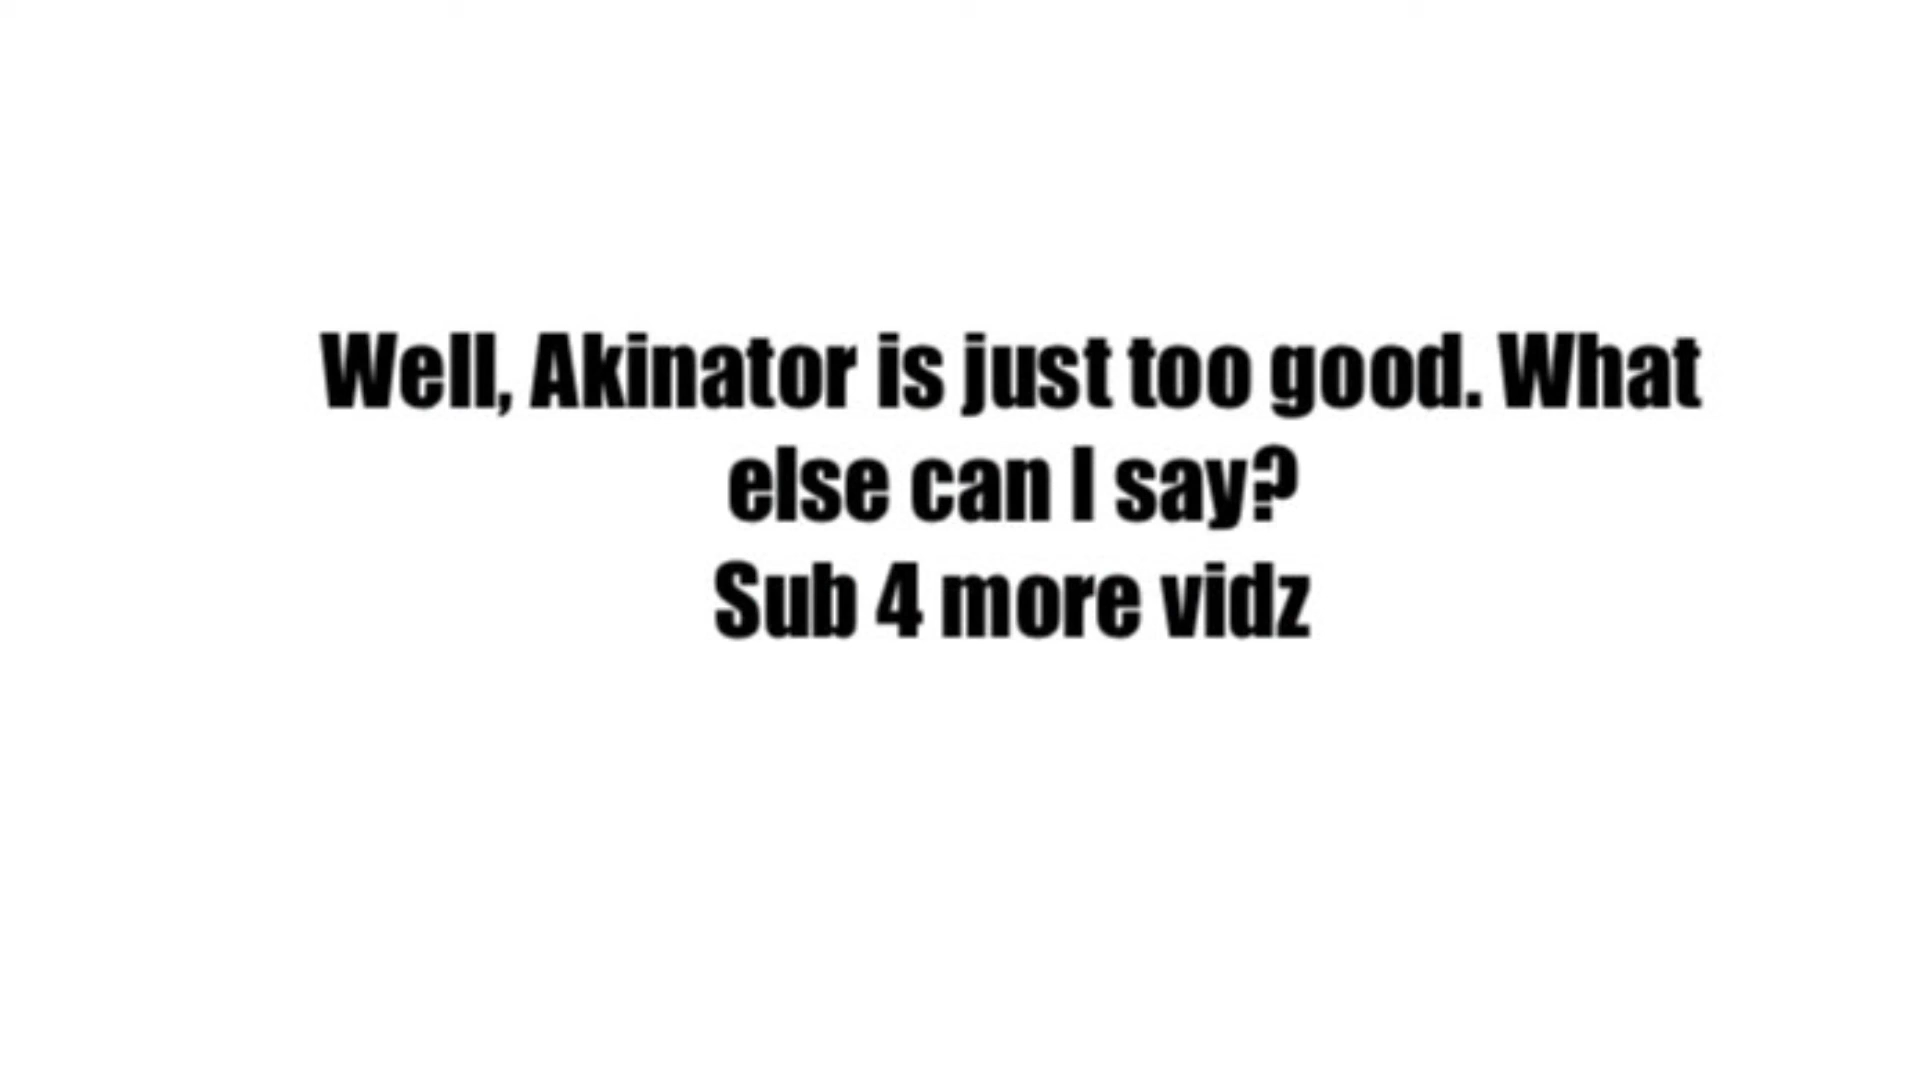 Well, Akinator is just too good. What
else can I say?
Sub 4 more vidz